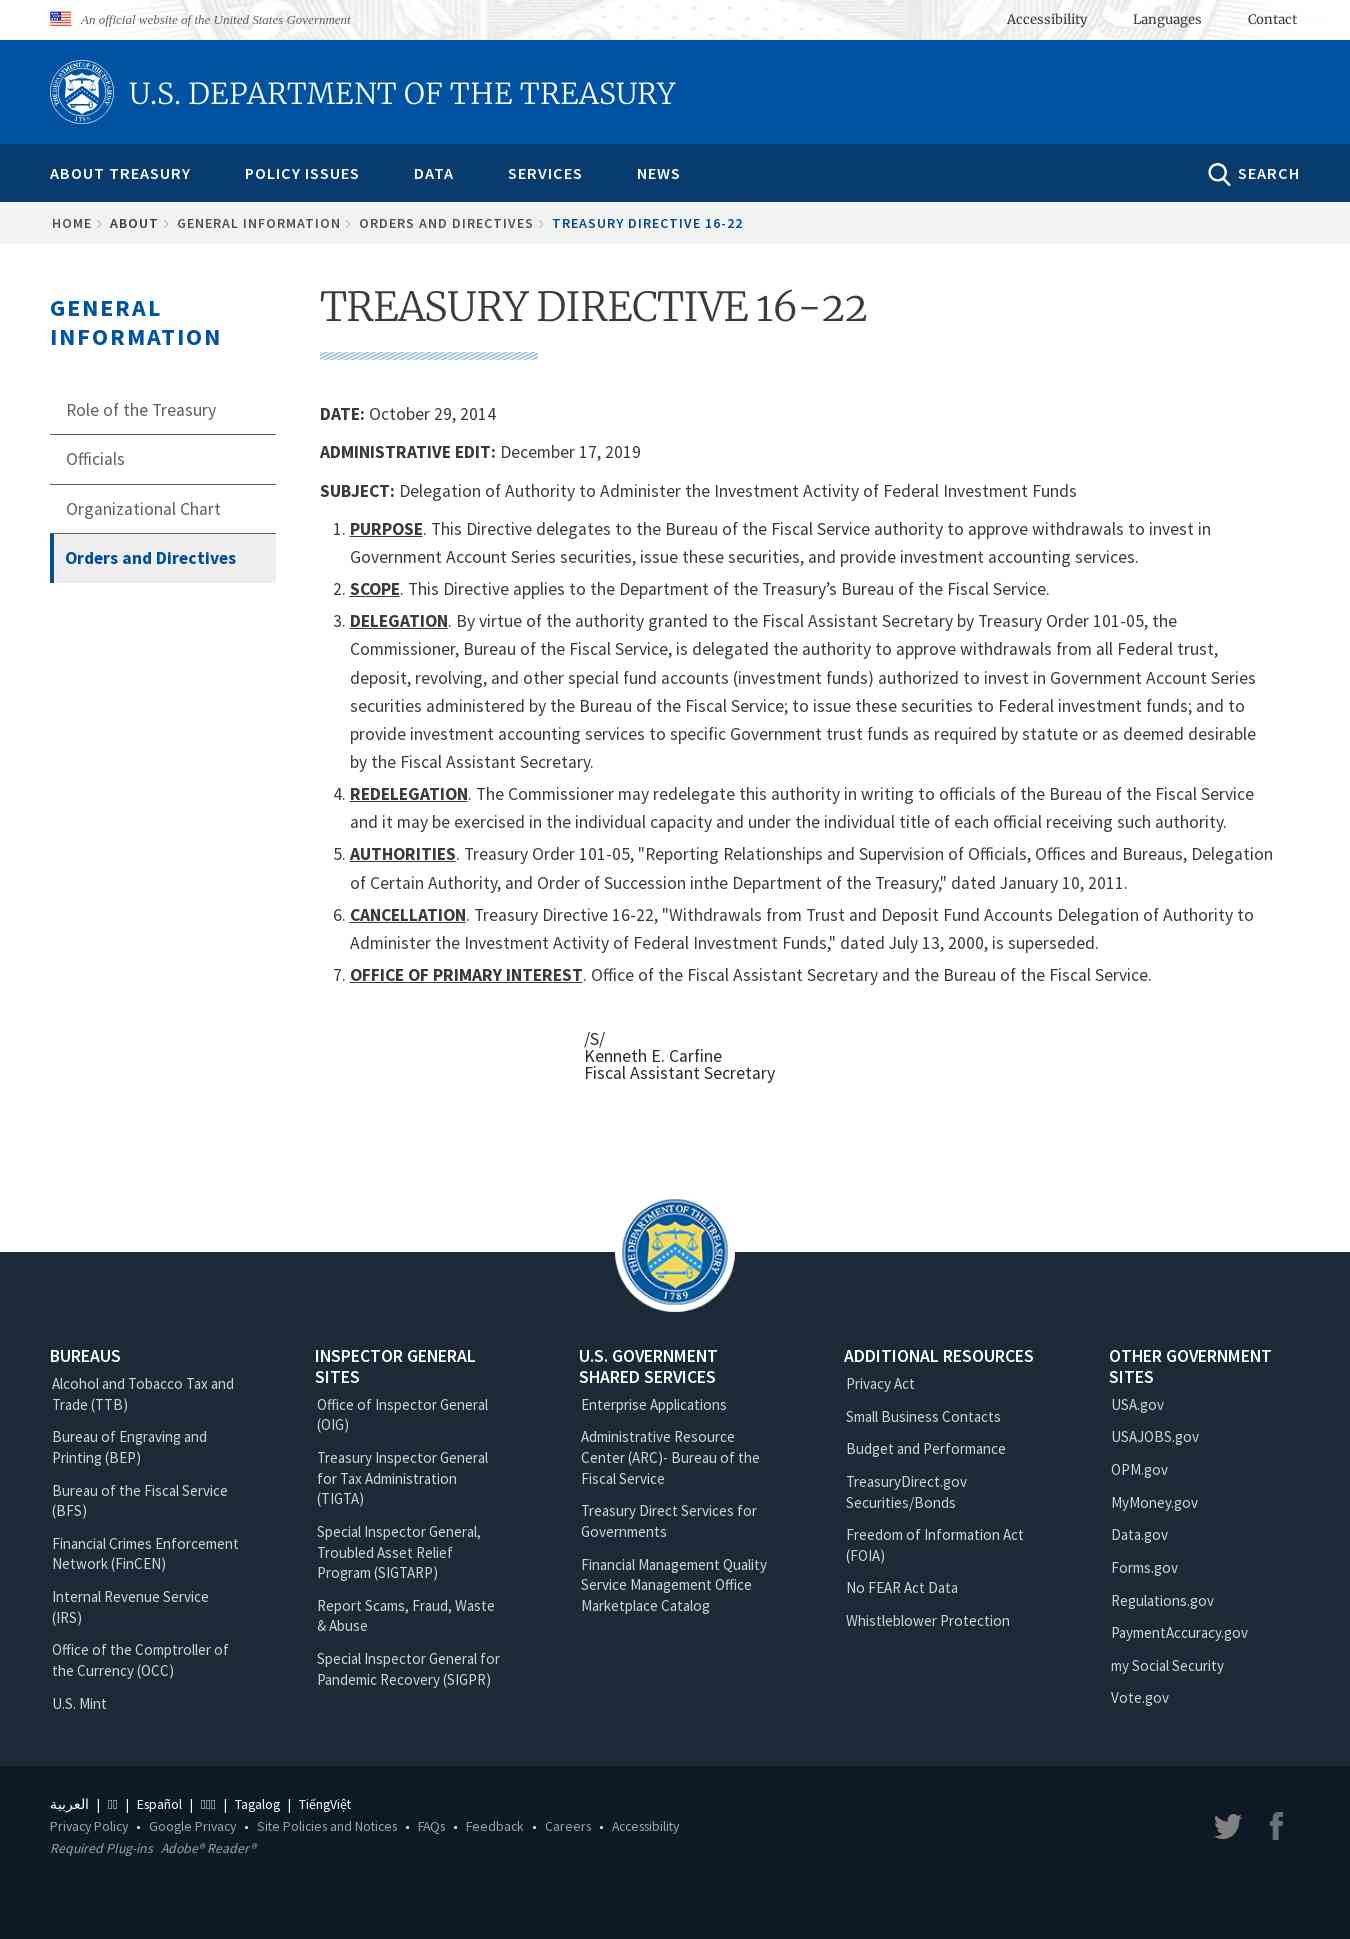 An official website of the United States Government
Accessibility Languages Contact
U.S. DEPARTMENT OF THE TREASURY
ABOUT TREASURY POLICY ISSUES DATA SERVICES NEWS SEARCH
HOME ABOUT GENERAL INFORMATION ORDERS AND DIRECTIVES TREASURY DIRECTIVE 16-22
GENERAL
INFORMATION
Role of the Treasury
Officials
Organizational Chart
Orders and Directives
TREASURY DIRECTIVE 16-22
DATE: October 29, 2014
ADMINISTRATIVE EDIT: December 17, 2019
SUBJECT: Delegation of Authority to Administer the Investment Activity of Federal Investment Funds
1. PURPOSE. This Directive delegates to the Bureau of the Fiscal Service authority to approve withdrawals to invest in
Government Account Series securities, issue these securities, and provide investment accounting services.
2. SCOPE. This Directive applies to the Department of the Treasury’s Bureau of the Fiscal Service.
3. DELEGATION. By virtue of the authority granted to the Fiscal Assistant Secretary by Treasury Order 101-05, the
Commissioner, Bureau of the Fiscal Service, is delegated the authority to approve withdrawals from all Federal trust,
deposit, revolving, and other special fund accounts (investment funds) authorized to invest in Government Account Series
securities administered by the Bureau of the Fiscal Service; to issue these securities to Federal investment funds; and to
provide investment accounting services to specific Government trust funds as required by statute or as deemed desirable
by the Fiscal Assistant Secretary.
4. REDELEGATION. The Commissioner may redelegate this authority in writing to officials of the Bureau of the Fiscal Service
and it may be exercised in the individual capacity and under the individual title of each official receiving such authority.
5. AUTHORITIES. Treasury Order 101-05, "Reporting Relationships and Supervision of Officials, Offices and Bureaus, Delegation
of Certain Authority, and Order of Succession inthe Department of the Treasury," dated January 10, 2011.
6. CANCELLATION. Treasury Directive 16-22, "Withdrawals from Trust and Deposit Fund Accounts Delegation of Authority to
Administer the Investment Activity of Federal Investment Funds," dated July 13, 2000, is superseded.
7. OFFICE OF PRIMARY INTEREST. Office of the Fiscal Assistant Secretary and the Bureau of the Fiscal Service.
/S/
Kenneth E. Carfine
Fiscal Assistant Secretary
THE DEPARTMENT OF THE TREASURY
1789
BUREAUS
Alcohol and Tobacco Tax and
Trade (TTB)
Bureau of Engraving and
Printing (BEP)
Bureau of the Fiscal Service
(BFS)
Financial Crimes Enforcement
Network (FinCEN)
Internal Revenue Service
(IRS)
Office of the Comptroller of
the Currency (OCC)
U.S. Mint
INSPECTOR GENERAL
SITES
Office of Inspector General
(OIG)
Treasury Inspector General
for Tax Administration
(TIGTA)
Special Inspector General,
Troubled Asset Relief
Program (SIGTARP)
Report Scams, Fraud, Waste
& Abuse
Special Inspector General for
Pandemic Recovery (SIGPR)
U.S. GOVERNMENT
SHARED SERVICES
Enterprise Applications
Administrative Resource
Center (ARC)- Bureau of the
Fiscal Service
Treasury Direct Services for
Governments
Financial Management Quality
Service Management Office
Marketplace Catalog
ADDITIONAL RESOURCES
Privacy Act
Small Business Contacts
Budget and Performance
TreasuryDirect.gov
Securities/Bonds
Freedom of Information Act
(FOIA)
No FEAR Act Data
Whistleblower Protection
OTHER GOVERNMENT
SITES
USA.gov
USAJOBS.gov
OPM.gov
MyMoney.gov
Data.gov
Forms.gov
Regulations.gov
PaymentAccuracy.gov
my Social Security
Vote.gov
العربية | | Español | | Tagalog | TiếngViệt
Privacy Policy • Google Privacy • Site Policies and Notices • FAQs • Feedback • Careers • Accessibility
Required Plug-ins Adobe® Reader®